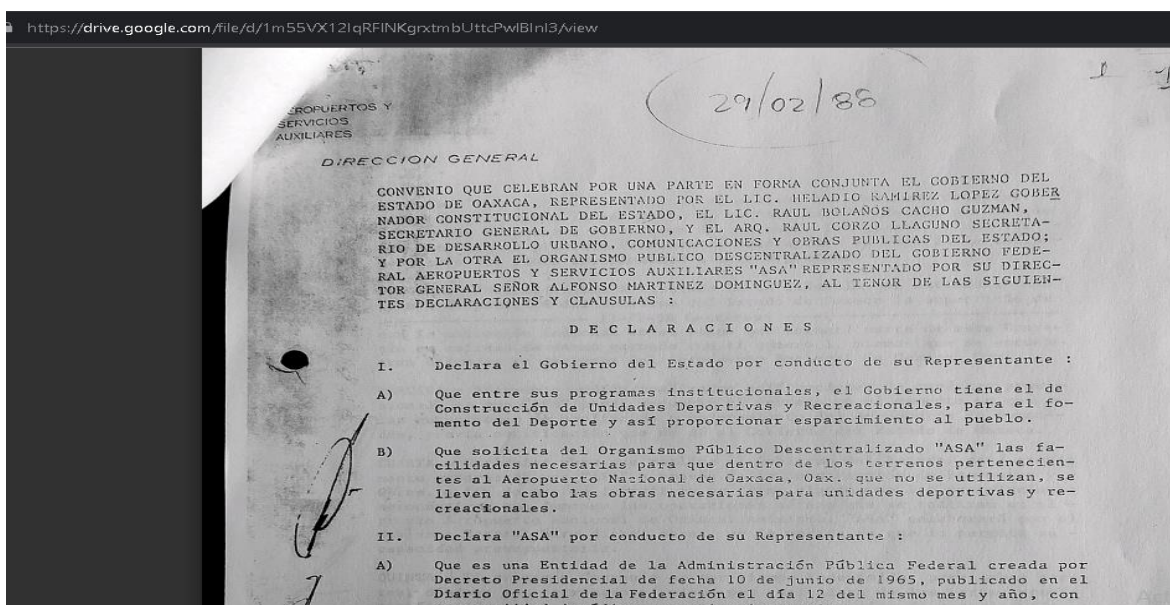 https://drive.google.com/file/d/1m55VX12IqRFlNKgrxtmbUttcPwlBInI3/view
29/02/88
AEROPUERTOS Y
SERVICIOS
AUXILIARES
DIRECCION GENERAL
CONVENIO QUE CELEBRAN POR UNA PARTE EN FORMA CONJUNTA EL GOBIERNO DEL
ESTADO DE OAXACA, REPRESENTADO POR EL LIC. HELADIO RAMIREZ LOPEZ GOBER
NADOR CONSTITUCIONAL DEL ESTADO, EL LIC. RAUL BOLAÑOS CACHO GUZMAN,
SECRETARIO GENERAL DE GOBIERNO, Y EL ARQ. RAUL CORZO LLAGUNO SECRETA-
RIO DE DESARROLLO URBANO, COMUNICACIONES Y OBRAS PUBLICAS DEL ESTADO;
Y POR LA OTRA EL ORGANISMO PUBLICO DESCENTRALIZADO DEL GOBIERNO FEDE-
RAL AEROPUERTOS Y SERVICIOS AUXILIARES "ASA" REPRESENTADO POR SU DIREC-
TOR GENERAL SEÑOR ALFONSO MARTINEZ DOMINGUEZ, AL TENOR DE LAS SIGUIEN-
TES DECLARACIONES Y CLAUSULAS :
D E C L A R A C I O N E S
I. Declara el Gobierno del Estado por conducto de su Representante :
A) Que entre sus programas institucionales, el Gobierno tiene el de
Construcción de Unidades Deportivas y Recreacionales, para el fo-
mento del Deporte y así proporcionar esparcimiento al pueblo.
B) Que solicita del Organismo Público Descentralizado "ASA" las fa-
cilidades necesarias para que dentro de los terrenos pertenecien-
tes al Aeropuerto Nacional de Oaxaca, Oax. que no se utilizan, se
lleven a cabo las obras necesarias para unidades deportivas y re-
creacionales.
II. Declara "ASA" por conducto de su Representante :
A) Que es una Entidad de la Administración Pública Federal creada por
Decreto Presidencial de fecha 10 de junio de 1965, publicado en el
Diario Oficial de la Federación el día 12 del mismo mes y año, con